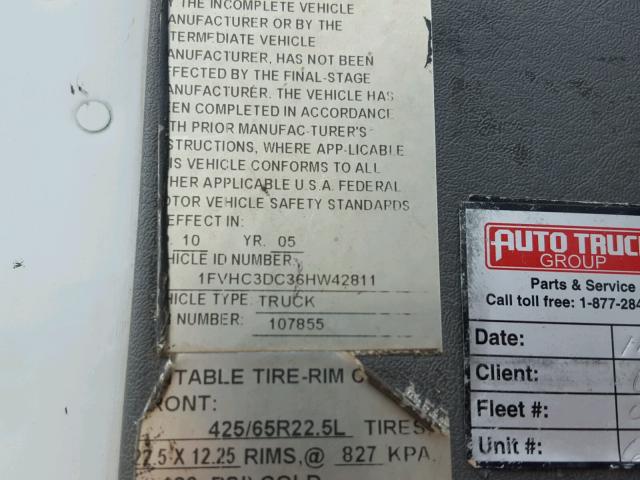 THE INCOMPLETE VEHICLE
ANUFACTURER OR BY THE
TERMEDIATE VEHICLE
ANUFACTURER, HAS NOT BEEN
FFECTED BY THE FINAL-STAGE
ANUFACTURER. THE VEHICLE HAS
EEN COMPLETED IN ACCORDANCE
TH PRIOR MANUFAC-TURER'S
STRUCTIONS, WHERE APP-LICABLE
IS VEHICLE CONFORMS TO ALL
HER APPLICABLE U.S.A. FEDERAL
OTOR VEHICLE SAFETY STANDARDS
EFFECT IN:
10 YR. 05
HICLE ID NUMBER:
1FVHC3DC36HW42811
HICLE TYPE: TRUCK
N NUMBER: 107855
TABLE TIRE-RIM C
RONT:
425/65R22.5L TIRES
22.5 X 12.25 RIMS,@ 827 KPA
COLD
AUTO TRUCK
GROUP
Parts & Service
Call toll free: 1-877-284
Date:
Client:
Fleet #:
Unit #: